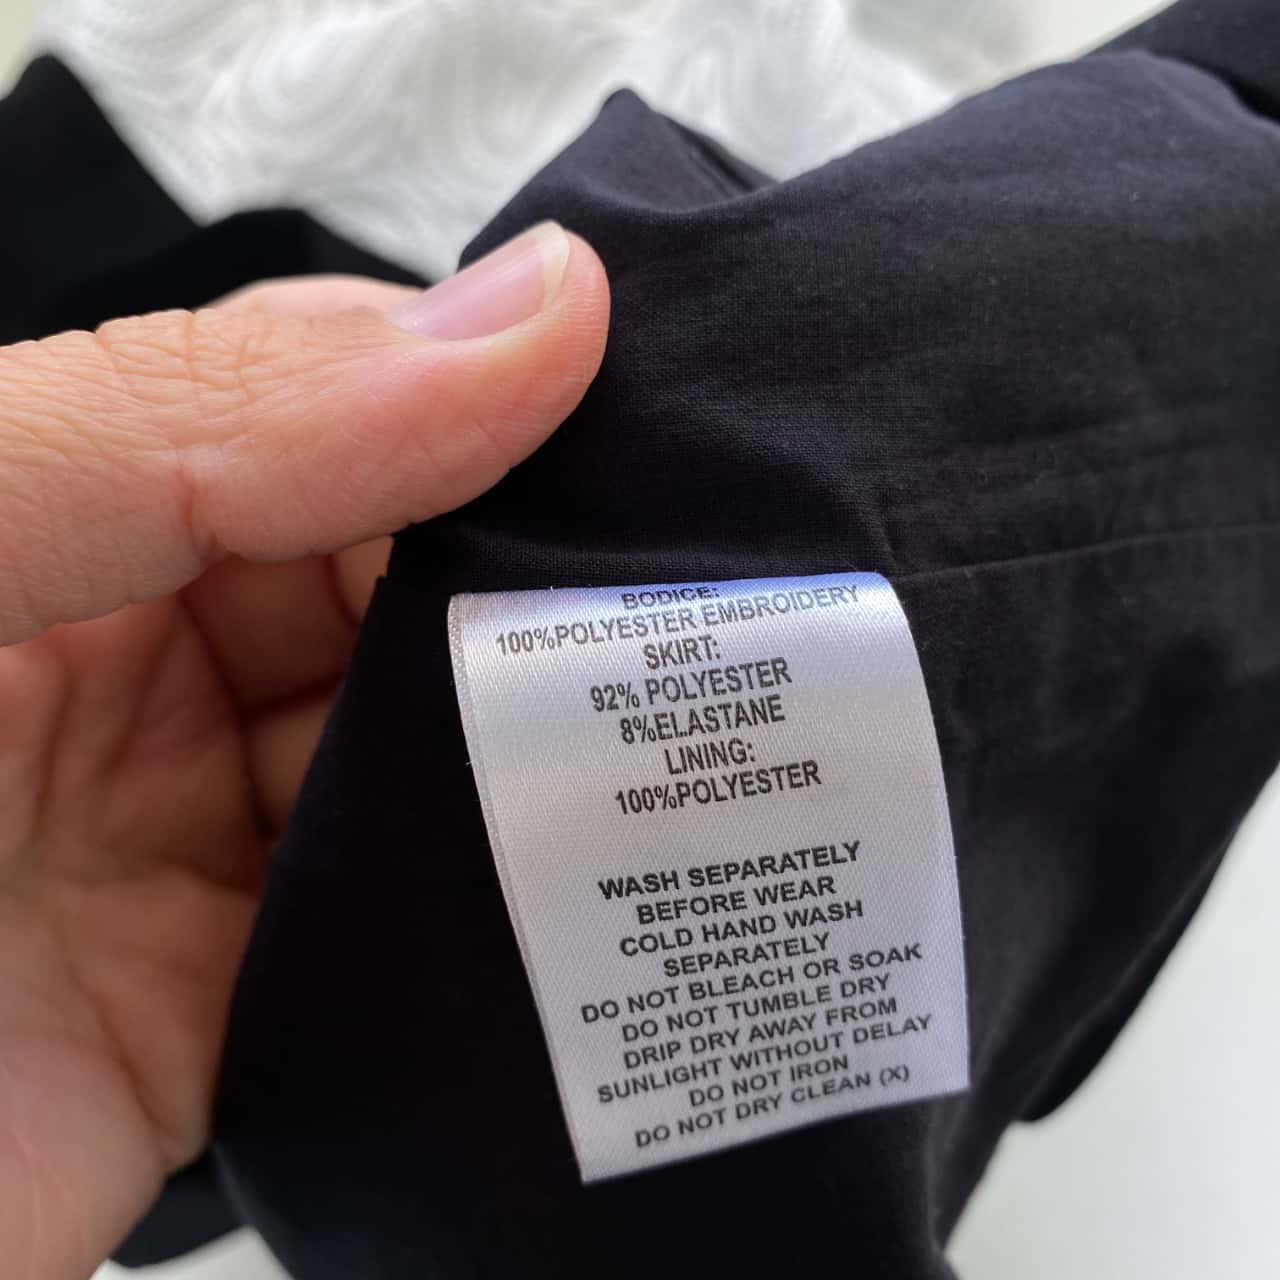 BODICE:
100%POLYESTER EMBROIDERY
SKIRT:
92% POLYESTER
8%ELASTANE
LINING:
100%POLYESTER
WASH SEPARATELY
BEFORE WEAR
COLD HAND WASH
SEPARATELY
DO NOT BLEACH OR SOAK
DO NOT TUMBLE DRY
DRIP DRY AWAY FROM
SUNLIGHT WITHOUT DELAY
DO NOT IRON
DO NOT DRY CLEAN (X)